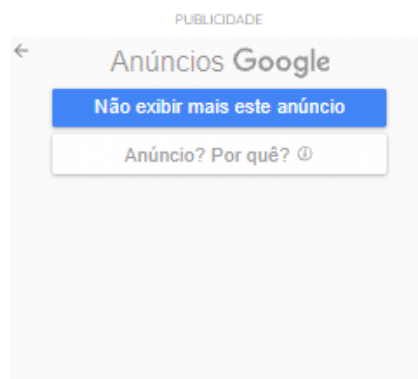 PUBLICIDADE
Anúncios Google
Não exibir mais este anúncio
Anúncio? Por quê?